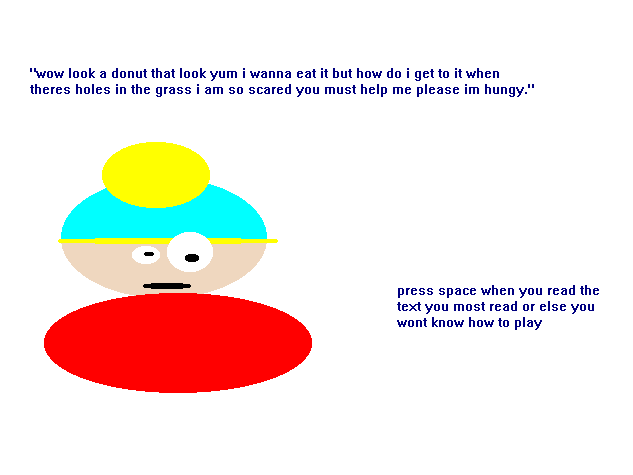 "wow look a donut that look yum i wanna eat it but how do i get to it when
theres holes in the grass i am so scared you must help me please im hungy."
press space when you read the
text you most read or else you
wont know how to play